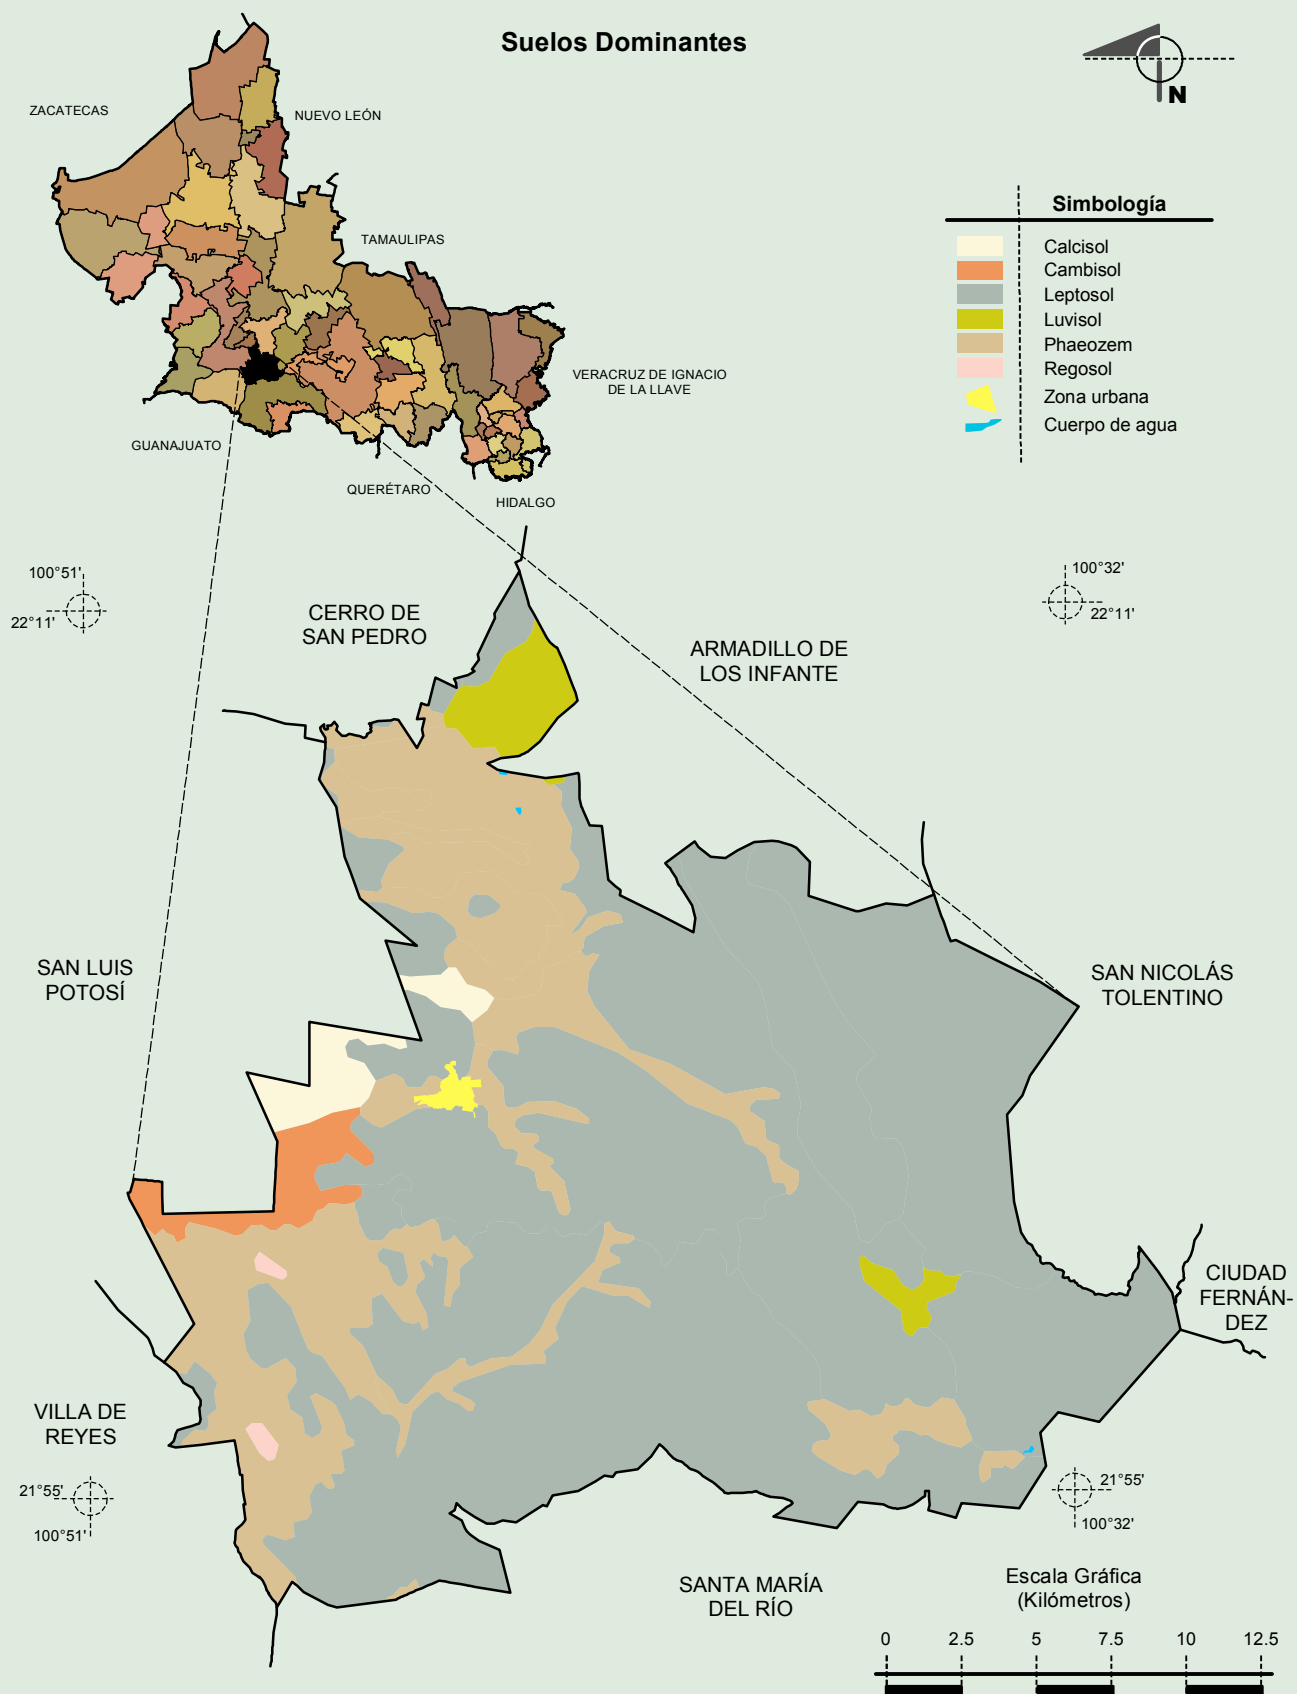 Suelos Dominantes
N
ZACATECAS
NUEVO LEÓN
TAMAULIPAS
VERACRUZ DE IGNACIO
DE LA LLAVE
GUANAJUATO
QUERÉTARO
HIDALGO
Simbología
Calcisol
Cambisol
Leptosol
Luvisol
Phaeozem
Regosol
Zona urbana
Cuerpo de agua
100°51'
22°11'
100°32'
22°11'
CERRO DE
SAN PEDRO
ARMADILLO DE
LOS INFANTE
SAN LUIS
POTOSÍ
SAN NICOLÁS
TOLENTINO
CIUDAD
FERNÁN-
DEZ
VILLA DE
REYES
21°55'
100°51'
21°55'
100°32'
SANTA MARÍA
DEL RÍO
Escala Gráfica
(Kilómetros)
0 2.5 5 7.5 10 12.5